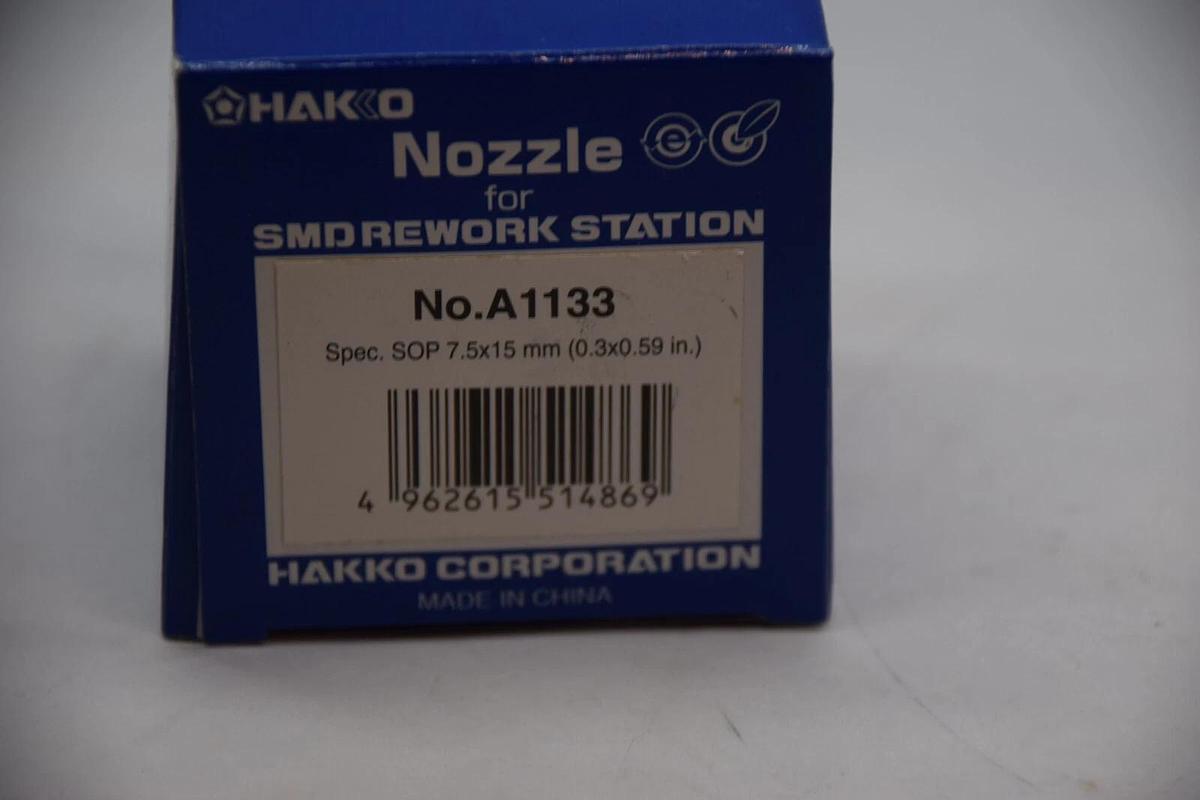 HAKKO
Nozzle
for
SMD REWORK STATION
No.A1133
Spec. SOP 7.5x15 mm (0.3x0.59 in.)
4 962615 514869
HAKKO CORPORATION
MADE IN CHINA